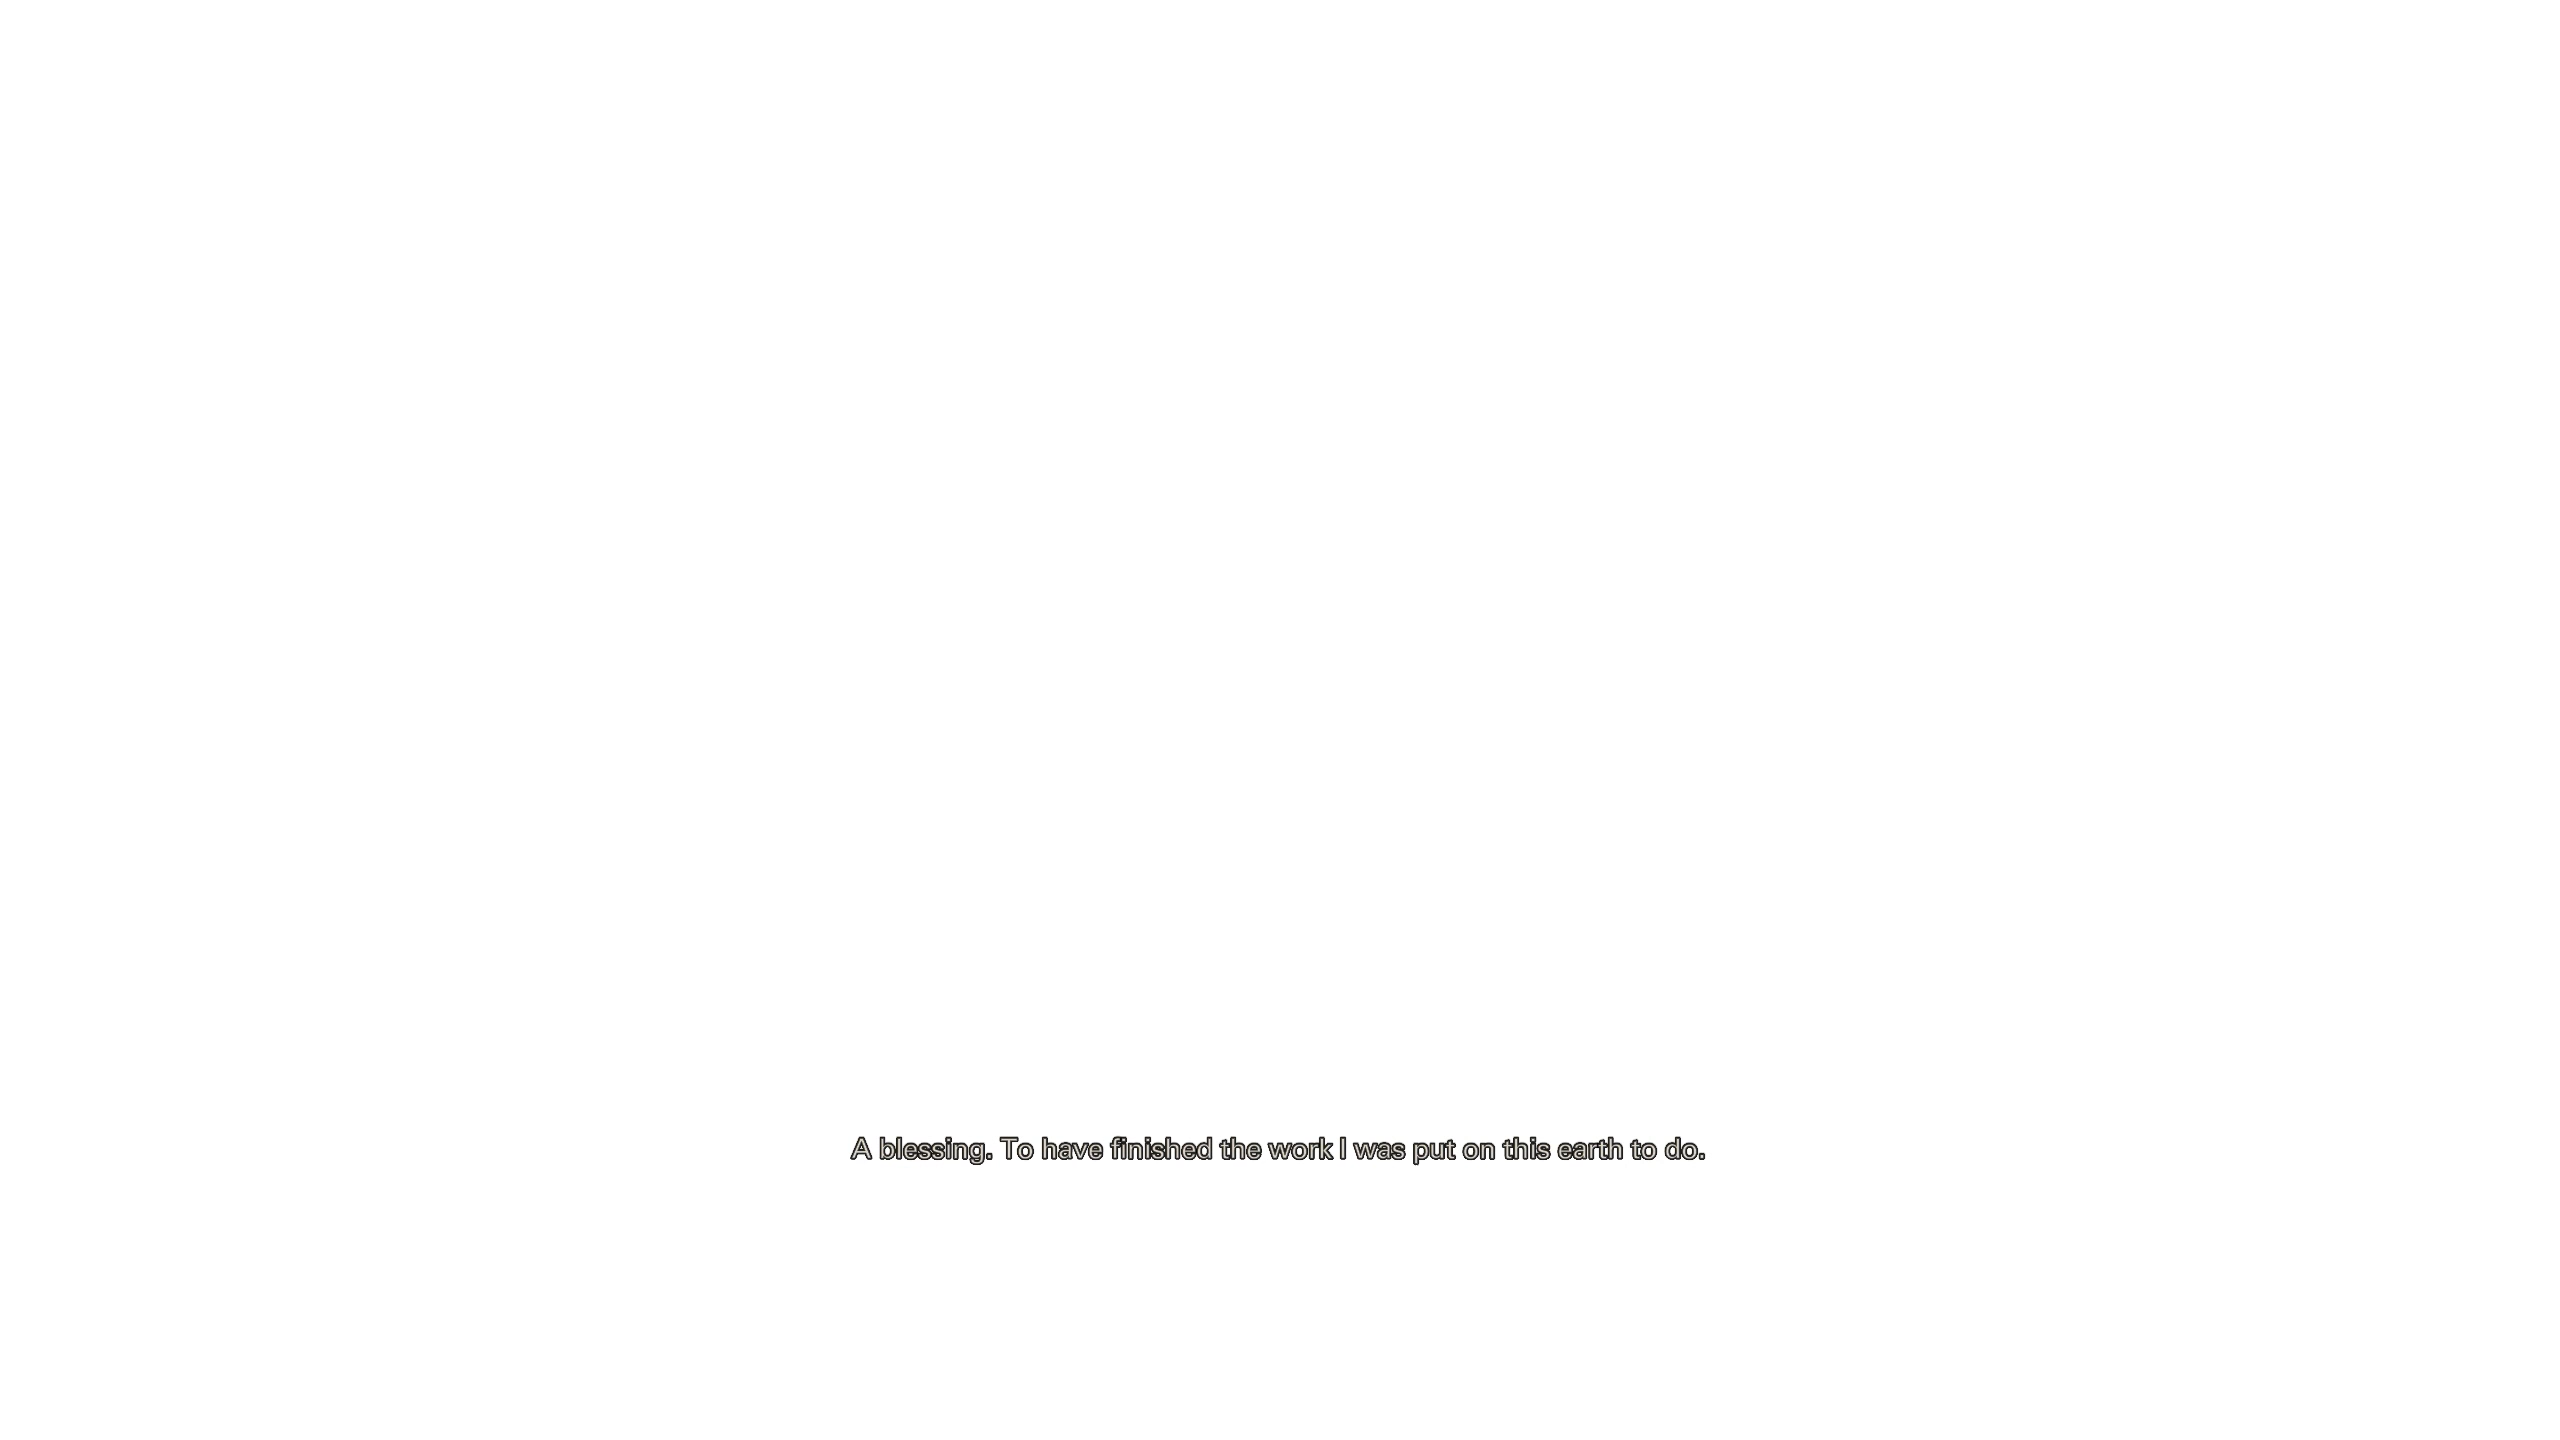 A blessing. To have finished the work I was put on this earth to do.